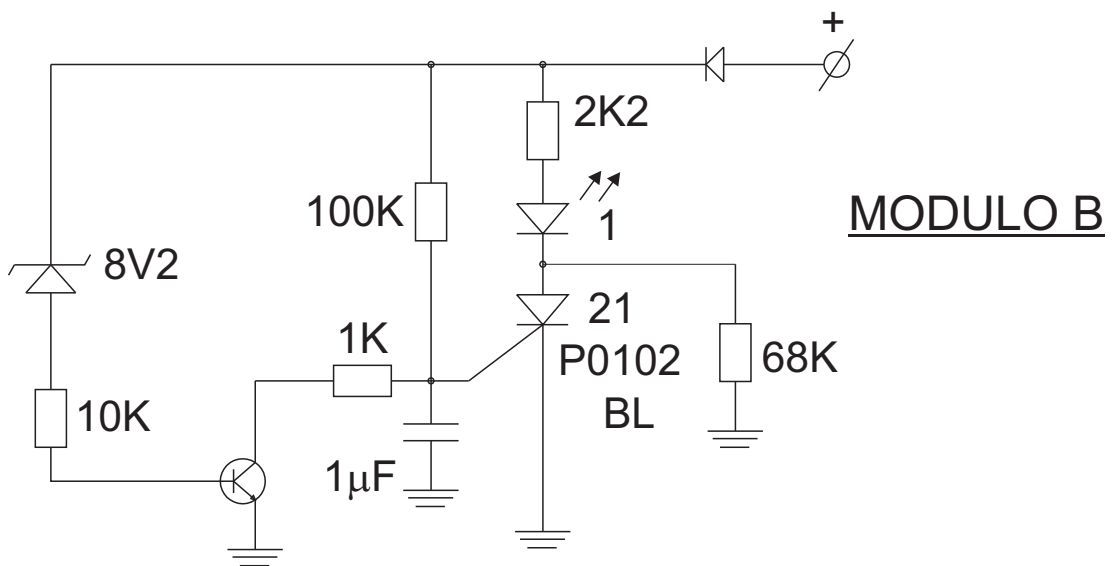 +
2K2
100K
1
MODULO B
8V2
21
1K
P0102
68K
10K
BL
1μF